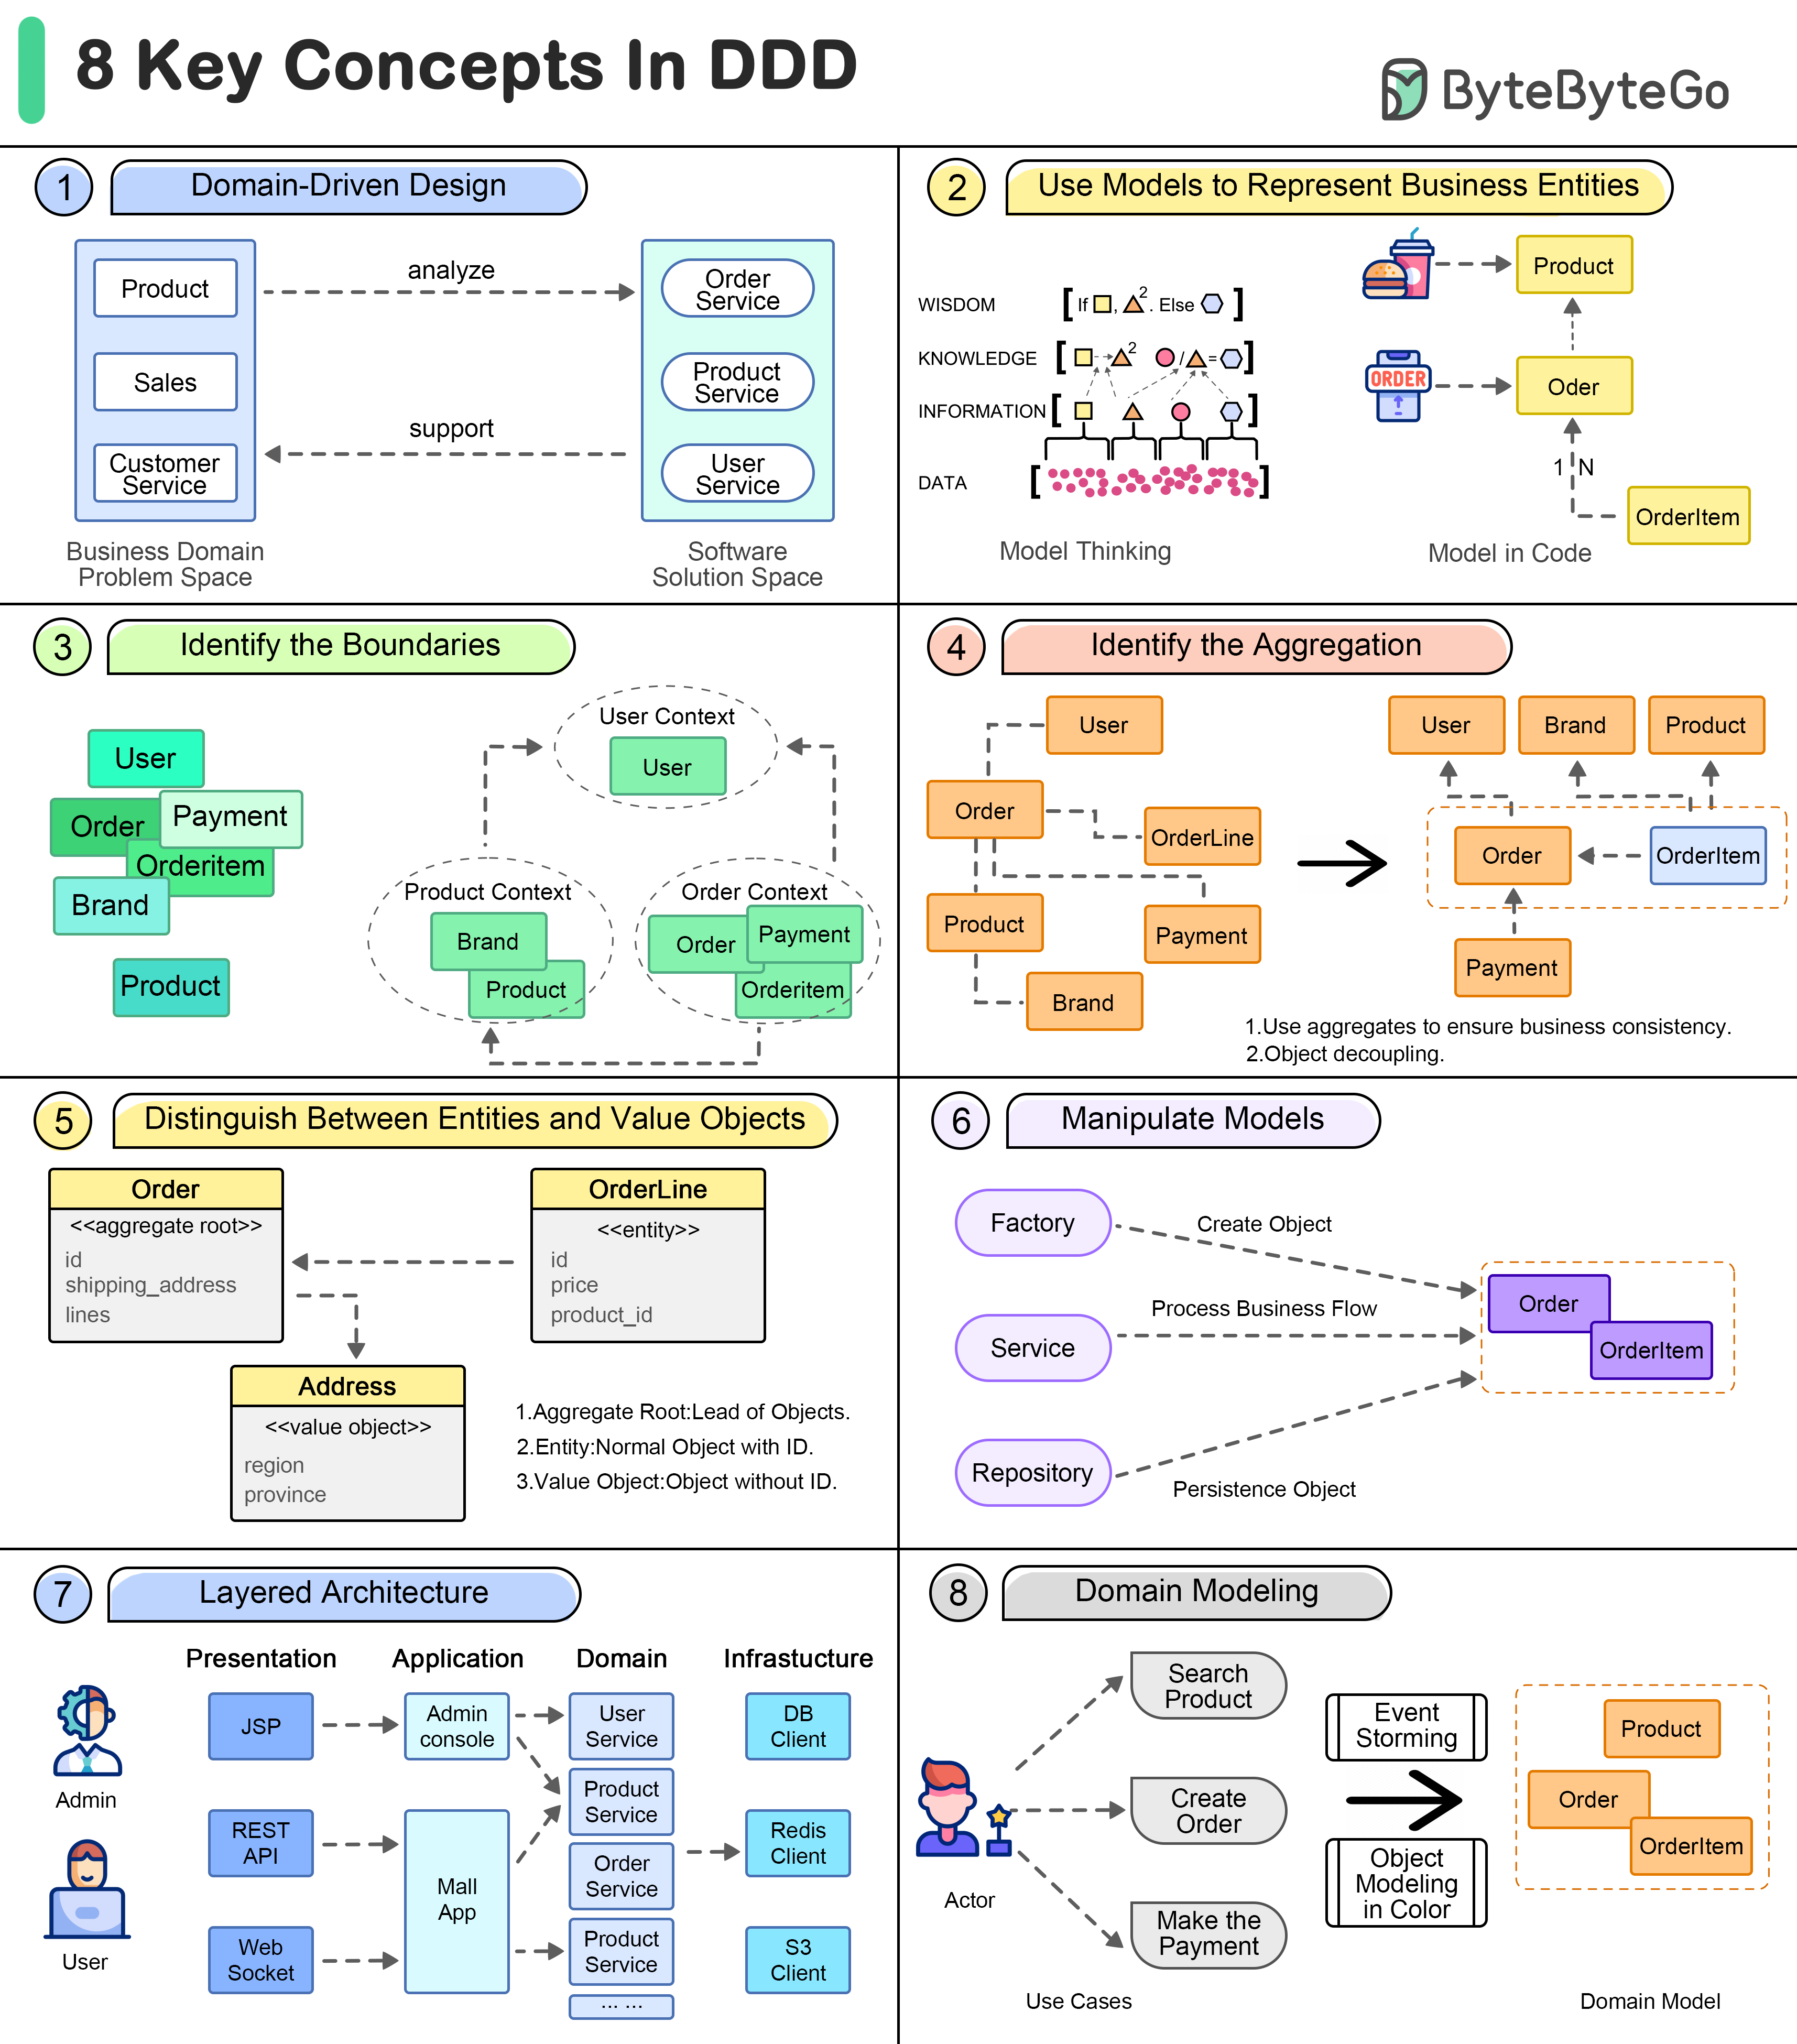 8 Key Concepts In DDD
ByteByteGo
1
Domain-Driven Design
Product
Sales
Customer
Service
analyze
support
Order
Service
Product
Service
User
Service
Business Domain
Problem Space
Software
Solution Space
2
Use Models to Represent Business Entities
WISDOM
[ If , 2 . Else ]
KNOWLEDGE
[ 2 / = ]
INFORMATION
[ ]
DATA
[ ]
Model Thinking
Product
ORDER
Oder
1 N
OrderItem
Model in Code
3
Identify the Boundaries
User
Order
Payment
Orderitem
Brand
Product
User Context
User
Product Context
Brand
Product
Order Context
Order
Payment
Orderitem
4
Identify the Aggregation
User
Order
OrderLine
Product
Payment
Brand
User
Brand
Product
Order
OrderItem
Payment
1.Use aggregates to ensure business consistency.
2.Object decoupling.
5
Distinguish Between Entities and Value Objects
Order
<<aggregate root>>
id
shipping_address
lines
OrderLine
<<entity>>
id
price
product_id
Address
<<value object>>
region
province
1.Aggregate Root:Lead of Objects.
2.Entity:Normal Object with ID.
3.Value Object:Object without ID.
6
Manipulate Models
Factory
Service
Repository
Create Object
Process Business Flow
Persistence Object
Order
OrderItem
7
Layered Architecture
Presentation
Application
Domain
Infrastucture
Admin
User
JSP
REST
API
Web
Socket
Admin
console
Mall
App
User
Service
Product
Service
Order
Service
Product
Service
... ...
DB
Client
Redis
Client
S3
Client
8
Domain Modeling
Actor
Search
Product
Create
Order
Make the
Payment
Use Cases
Event
Storming
Object
Modeling
in Color
Product
Order
OrderItem
Domain Model